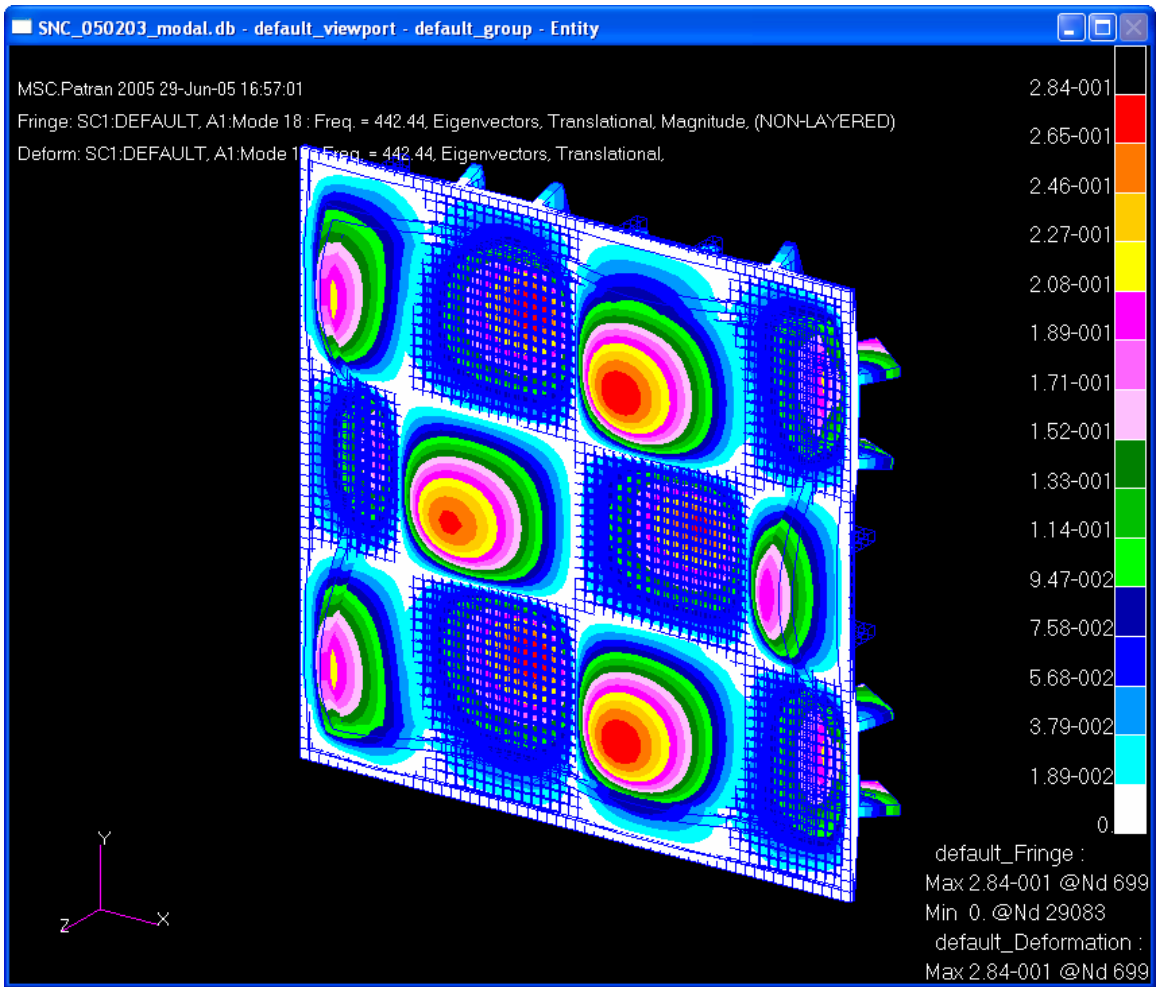 SNC_050203_modal.db - default_viewport - default_group - Entity
MSC.Patran 2005 29-Jun-05 16:57:01
Fringe: SC1:DEFAULT, A1:Mode 18 : Freq. = 442.44, Eigenvectors, Translational, Magnitude, (NON-LAYERED)
Deform: SC1:DEFAULT, A1:Mode 1 : Freq. = 442.44, Eigenvectors, Translational,
2.84-001
2.65-001
2.46-001
2.27-001
2.08-001
1.89-001
1.71-001
1.52-001
1.33-001
1.14-001
9.47-002
7.58-002
5.68-002
3.79-002
1.89-002
0.
Y
Z
X
default_Fringe :
Max 2.84-001 @Nd 699
Min 0. @Nd 29083
default_Deformation :
Max 2.84-001 @Nd 699